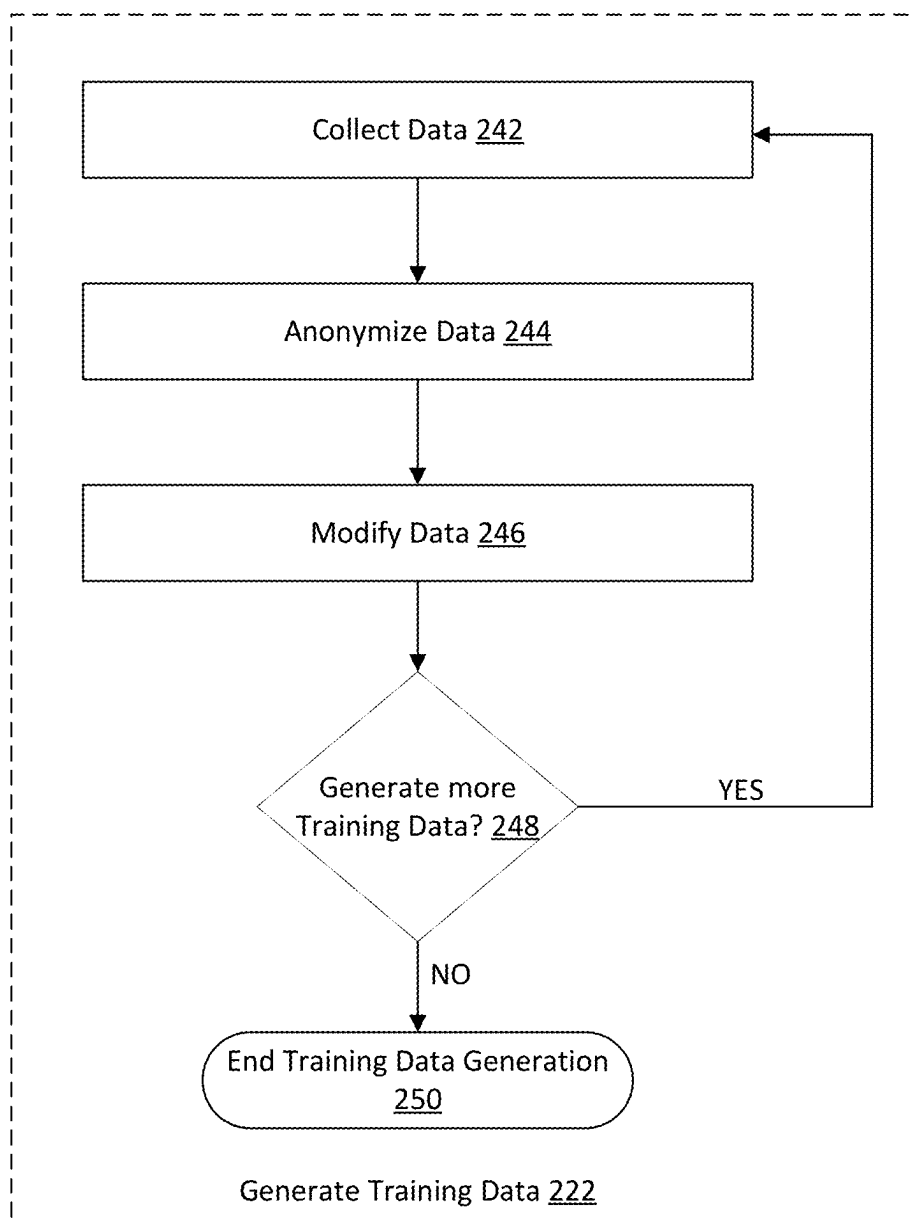 Collect Data 242
Anonymize Data 244
Modify Data 246
Generate more
Training Data? 248
YES
NO
End Training Data Generation
250
Generate Training Data 222